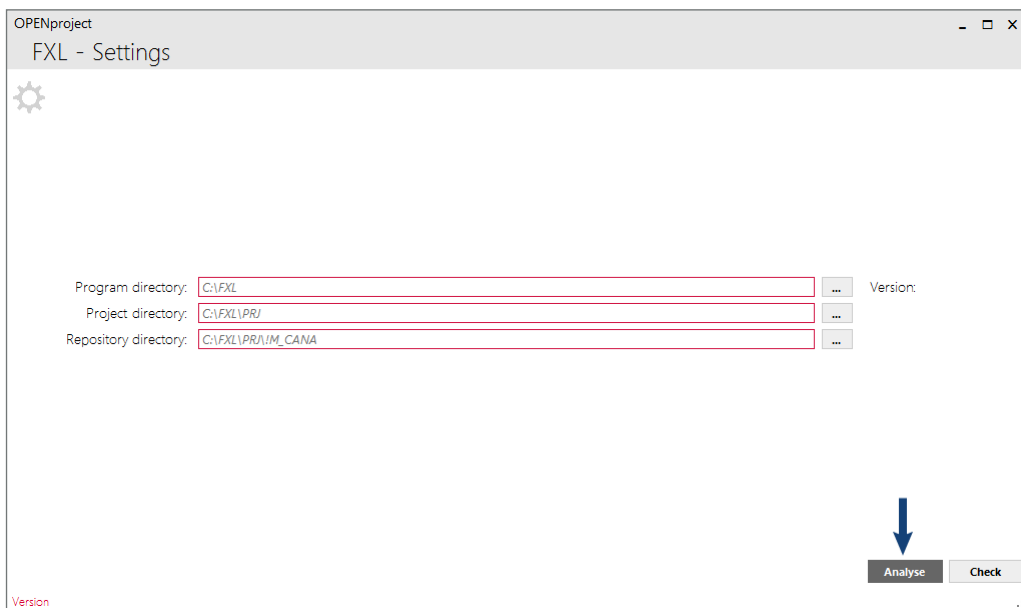 OPENproject
FXL - Settings
Program directory: C:\FXL ... Version:
Project directory: C:\FXL\PRJ ...
Repository directory: C:\FXL\PRJ\!M_CANA ...
Analyse Check
Version